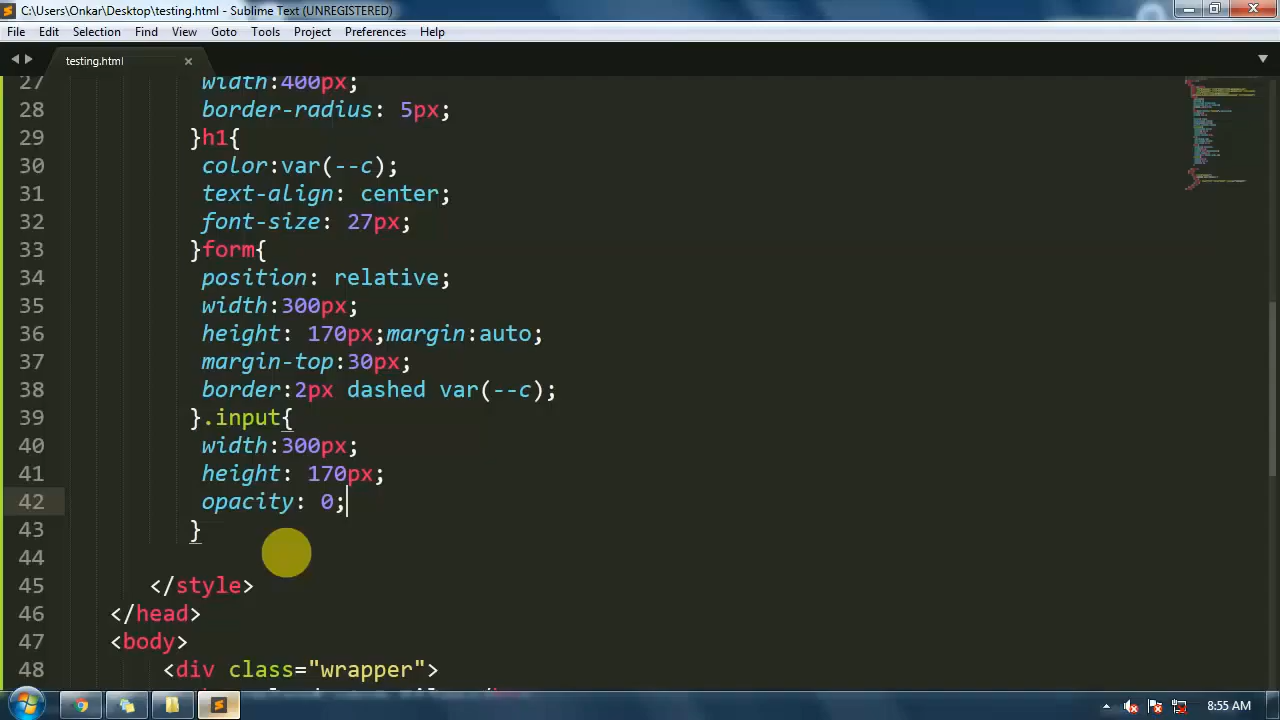 C:\Users\Onkar\Desktop\testing.html - Sublime Text (UNREGISTERED)
File Edit Selection Find View Goto Tools Project Preferences Help
testing.html
27 width:400px;
28 border-radius: 5px;
29 }h1{
30 color:var(--c);
31 text-align: center;
32 font-size: 27px;
33 }form{
34 position: relative;
35 width:300px;
36 height: 170px;margin:auto;
37 margin-top:30px;
38 border:2px dashed var(--c);
39 }.input{
40 width:300px;
41 height: 170px;
42 opacity: 0;
43 }
44
45 </style>
46 </head>
47 <body>
48 <div class="wrapper">
8:55 AM